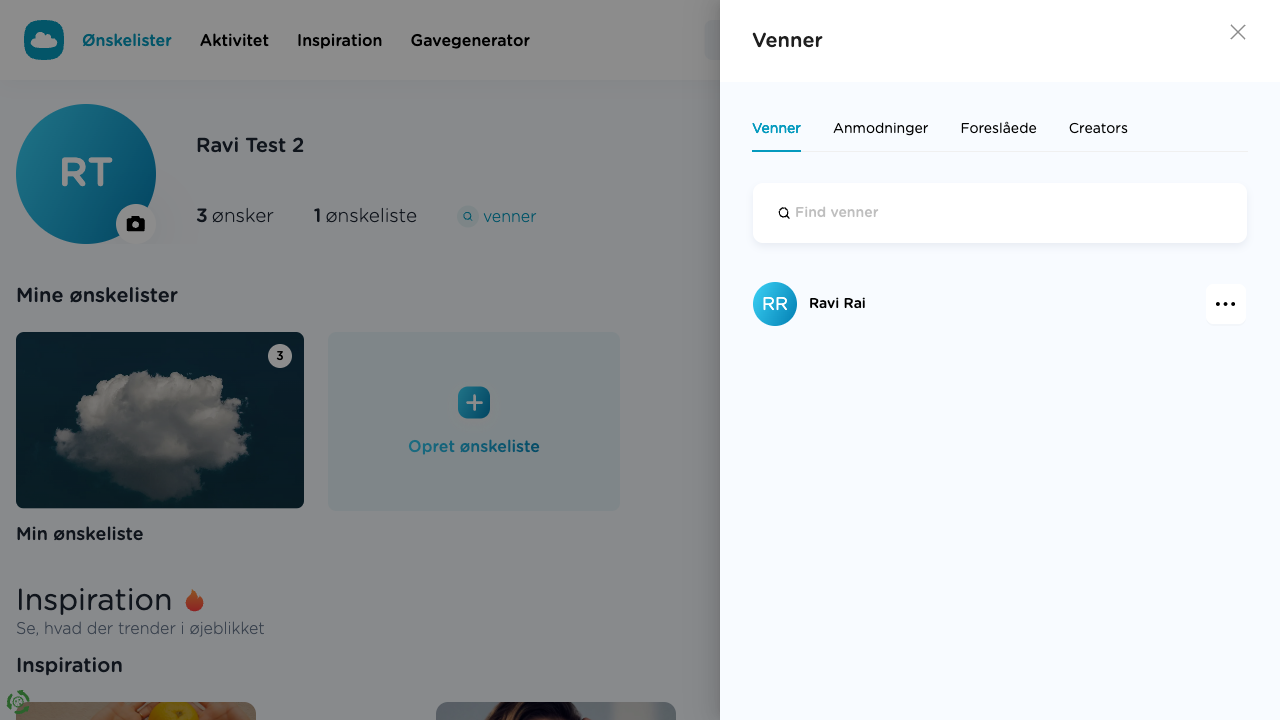 Ønskelister Aktivitet Inspiration Gavegenerator
RT
Ravi Test 2
3 ønsker 1 ønskeliste venner
Mine ønskelister
3
Opret ønskeliste
Min ønskeliste
Inspiration
Se, hvad der trender i øjeblikket
Inspiration
Venner
Venner Anmodninger Foreslåede Creators
Find venner
RR Ravi Rai